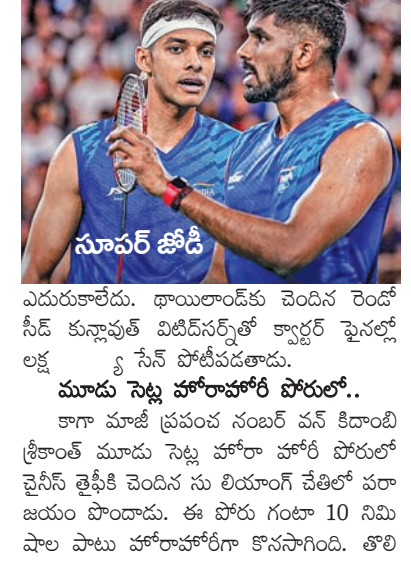 సూపర్ జోడీ
ఎదురుకాలేదు. థాయిలాండ్‌కు చెందిన రెండో
సీడ్ కున్లావుత్ విటిద్‌సర్న్‌తో క్వార్టర్ ఫైనల్లో
లక్ష్య సేన్ పోటీపడతాడు.
మూడు సెట్ల హోరాహోరీ పోరులో..
కాగా మాజీ ప్రపంచ నంబర్ వన్ కిదాంబి
శ్రీకాంత్ మూడు సెట్ల హోరా హోరీ పోరులో
చైనీస్ తైఫీకి చెందిన సు లియాంగ్ చేతిలో పరా
జయం పొందాడు. ఈ పోరు గంటా 10 నిమి
షాల పాటు హోరాహోరీగా కొనసాగింది. తొలి